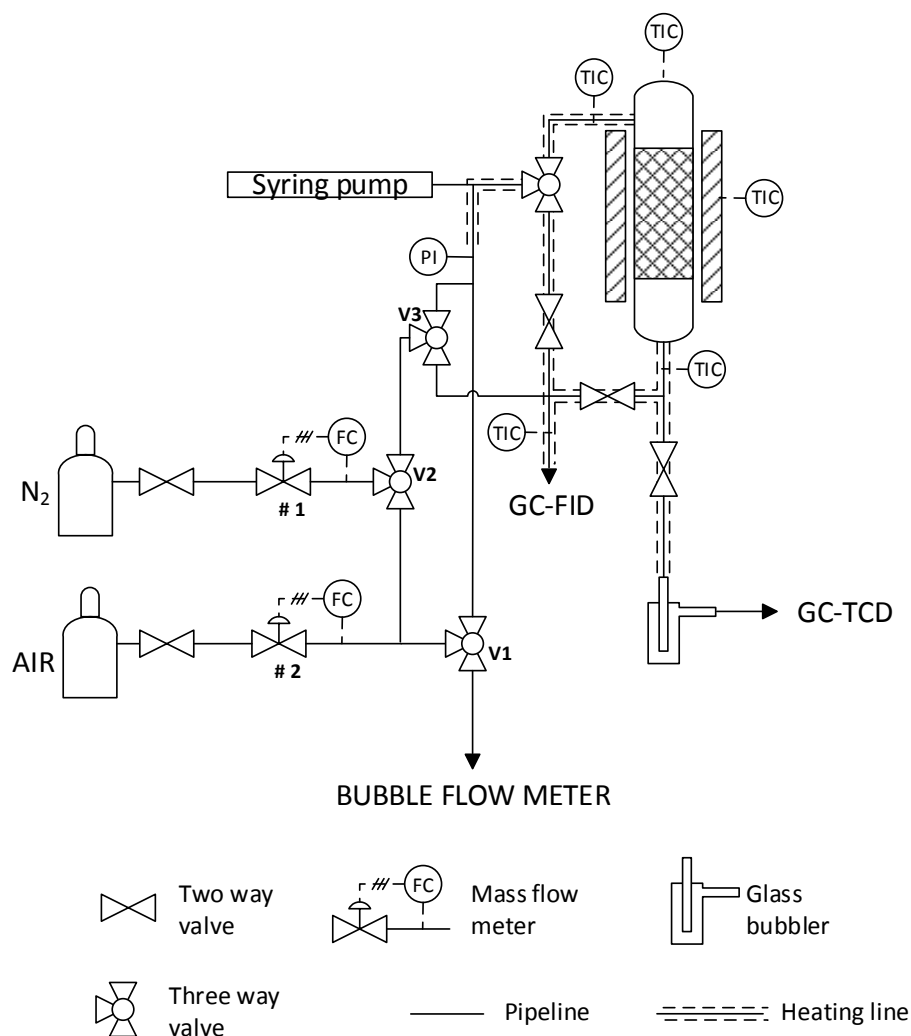 TIC
TIC
Syring pump
TIC
PI
V3
TIC
TIC
FC
N₂
V2
# 1
GC-FID
FC
GC-TCD
AIR
V1
# 2
BUBBLE FLOW METER
Two way
valve
FC
Mass flow
meter
Glass
bubbler
Three way
valve
Pipeline
Heating line